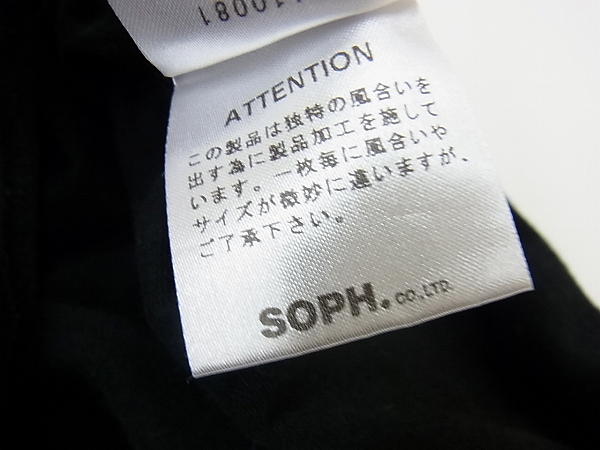 110081
ATTENTION
この製品は独特の風合いを
出す為に製品加工を施して
います。一枚毎に風合いや
サイズが微妙に違いますが、
ご了承下さい。
SOPH. CO.,LTR